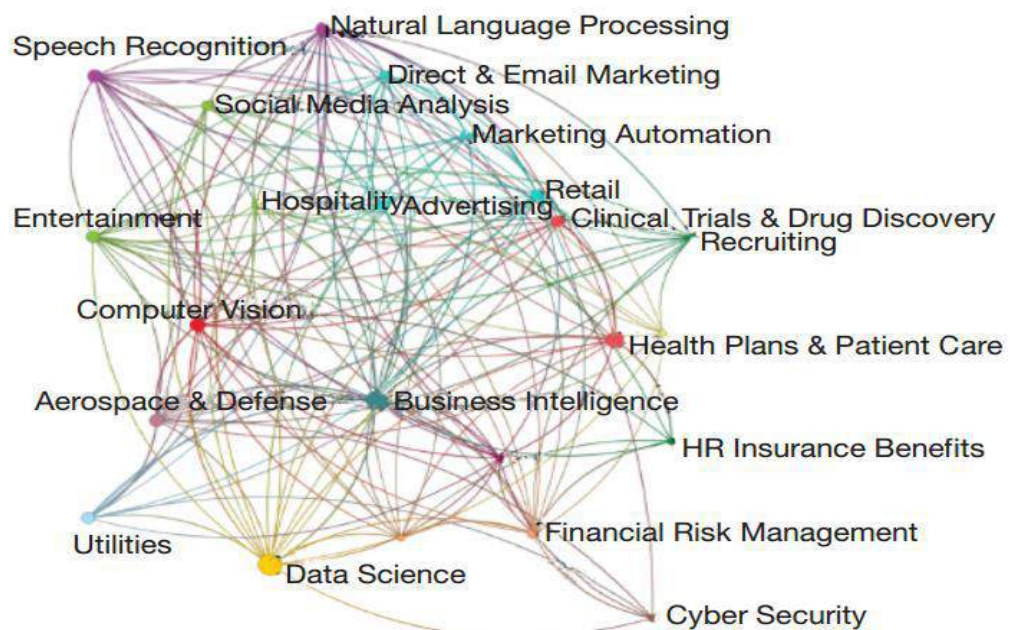 Natural Language Processing
Speech Recognition
Direct & Email Marketing
Social Media Analysis
Marketing Automation
Retail
Hospitality
Advertising
Clinical Trials & Drug Discovery
Entertainment
Recruiting
Computer Vision
Health Plans & Patient Care
Aerospace & Defense
Business Intelligence
HR Insurance Benefits
Financial Risk Management
Utilities
Data Science
Cyber Security